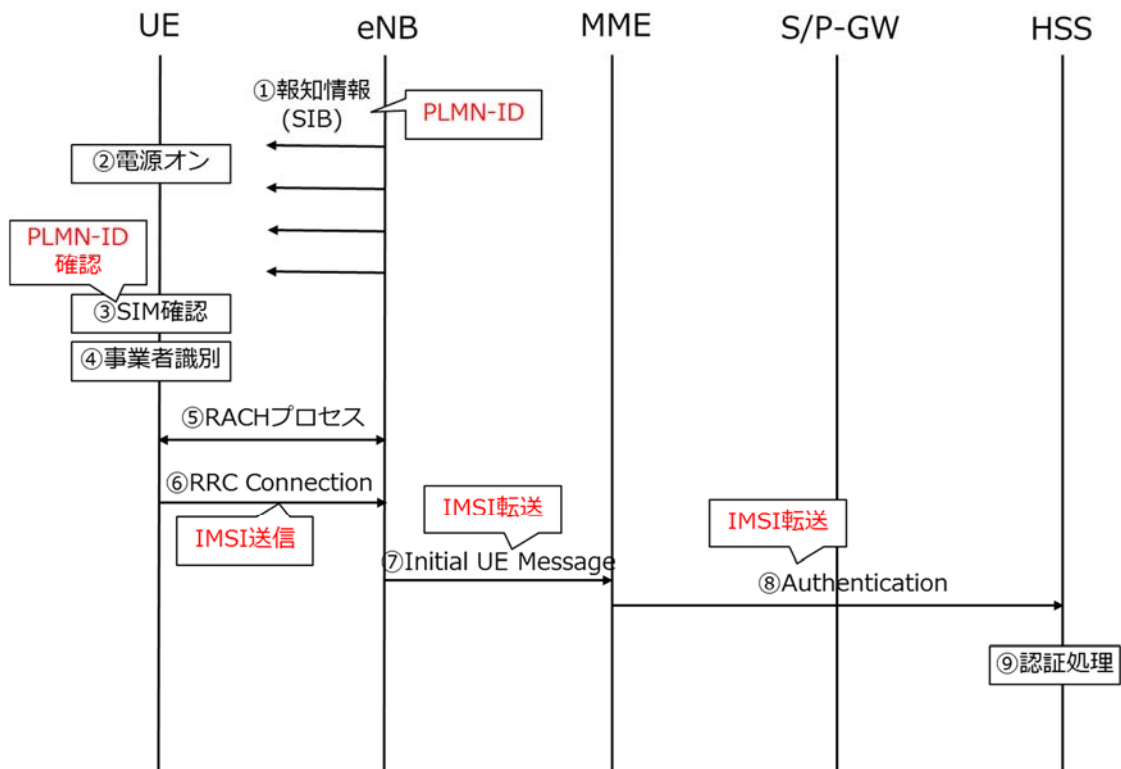 UE
eNB
MME
S/P-GW
HSS
①報知情報
(SIB)
PLMN-ID
②電源オン
PLMN-ID
確認
③SIM確認
④事業者識別
⑤RACHプロセス
⑥RRC Connection
IMSI送信
IMSI転送
⑦Initial UE Message
IMSI転送
⑧Authentication
⑨認証処理